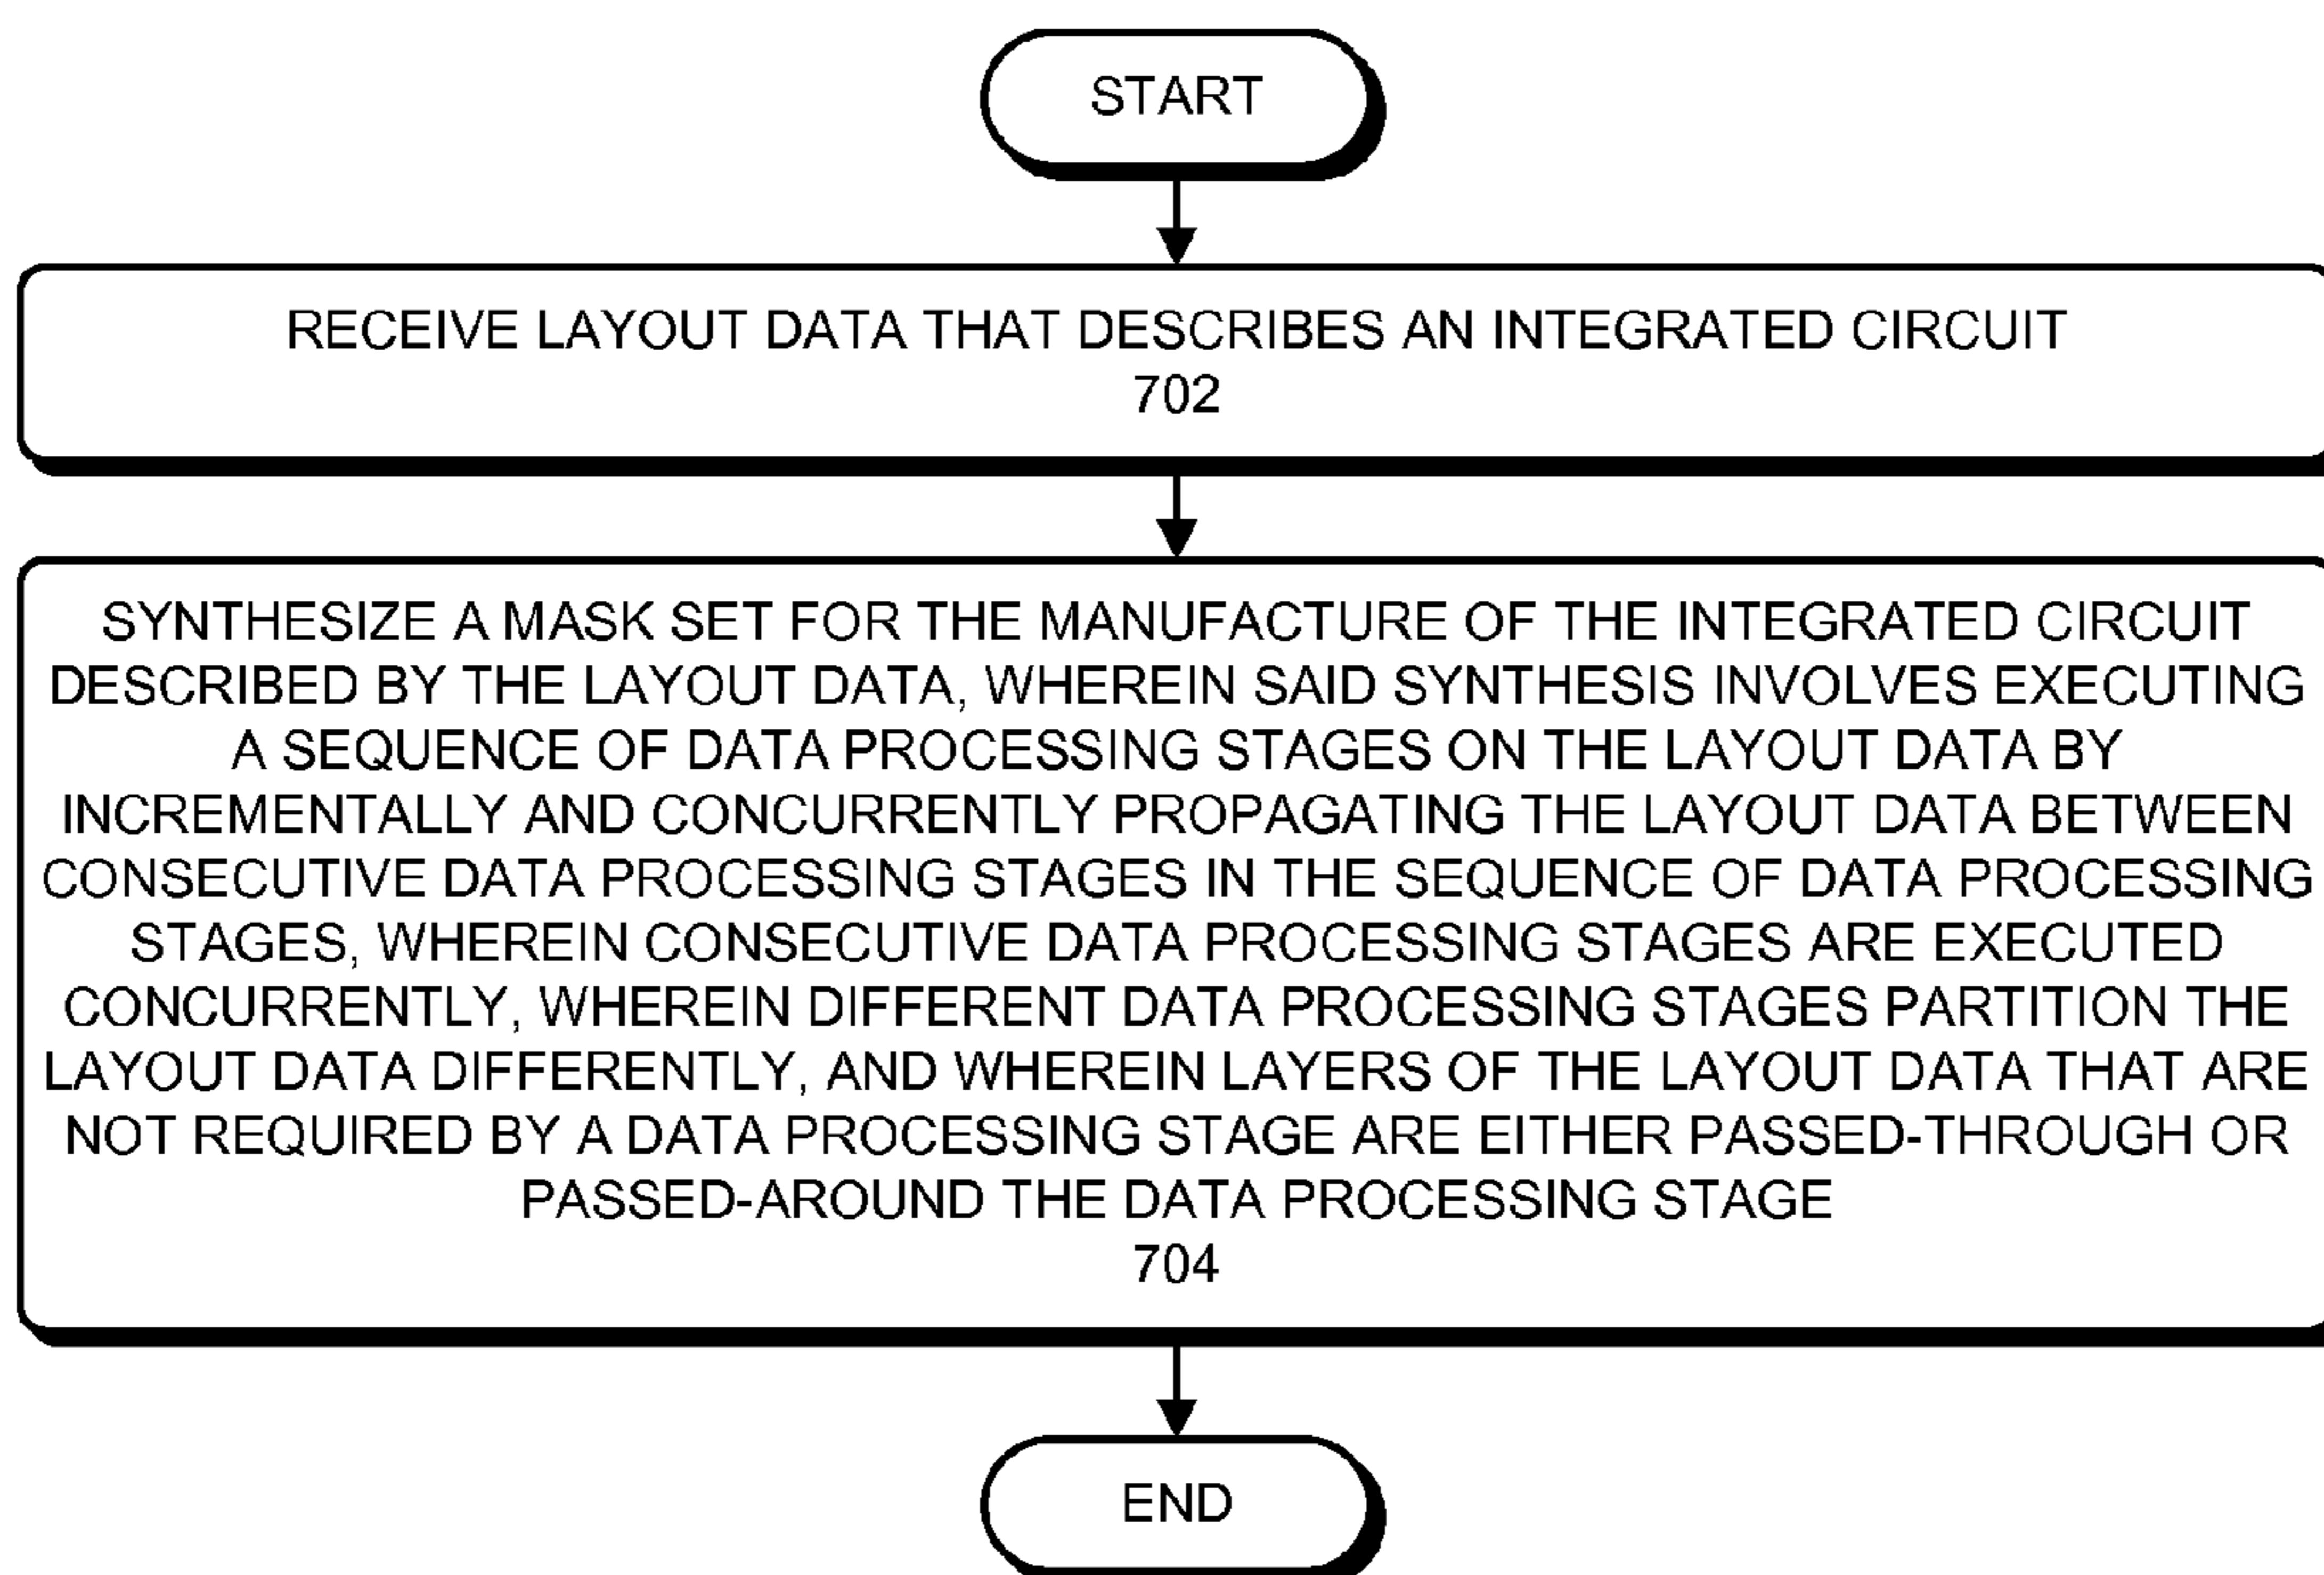 START
RECEIVE LAYOUT DATA THAT DESCRIBES AN INTEGRATED CIRCUIT
702
SYNTHESIZE A MASK SET FOR THE MANUFACTURE OF THE INTEGRATED CIRCUIT
DESCRIBED BY THE LAYOUT DATA, WHEREIN SAID SYNTHESIS INVOLVES EXECUTING
A SEQUENCE OF DATA PROCESSING STAGES ON THE LAYOUT DATA BY
INCREMENTALLY AND CONCURRENTLY PROPAGATING THE LAYOUT DATA BETWEEN
CONSECUTIVE DATA PROCESSING STAGES IN THE SEQUENCE OF DATA PROCESSING
STAGES, WHEREIN CONSECUTIVE DATA PROCESSING STAGES ARE EXECUTED
CONCURRENTLY, WHEREIN DIFFERENT DATA PROCESSING STAGES PARTITION THE
LAYOUT DATA DIFFERENTLY, AND WHEREIN LAYERS OF THE LAYOUT DATA THAT ARE
NOT REQUIRED BY A DATA PROCESSING STAGE ARE EITHER PASSED-THROUGH OR
PASSED-AROUND THE DATA PROCESSING STAGE
704
END